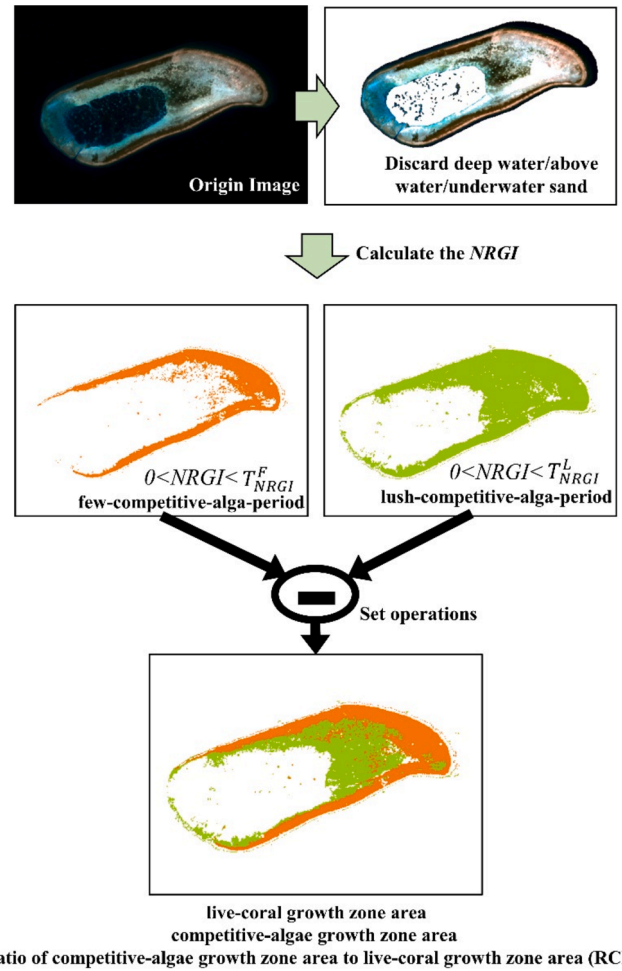 Origin Image
Discard deep water/above
water/underwater sand
Calculate the NRGI
0<NRGI< T^F_NRGI
few-competitive-alga-period
0<NRGI< T^L_NRGI
lush-competitive-alga-period
Set operations
live-coral growth zone area
competitive-algae growth zone area
of competitive-algae growth zone area to live-coral growth zone area